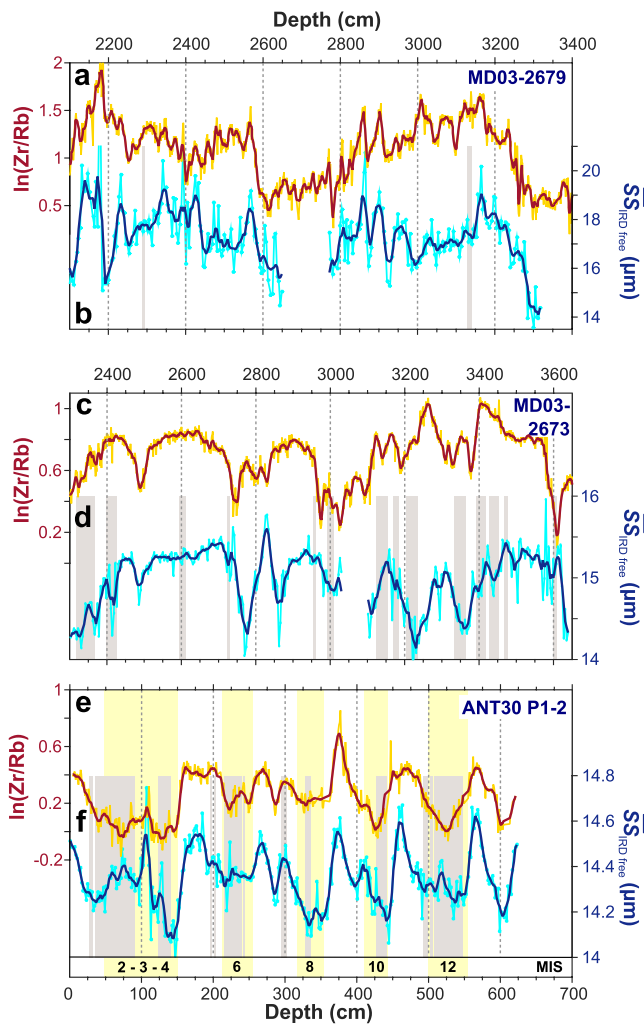 Depth (cm)
2200 2400 2600 2800 3000 3200 3400
a
MD03-2679
2
1.5
1
0.5
ln(Zr/Rb)
20
18
16
14
SS IRD free (µm)
b
2400 2600 2800 3000 3200 3400 3600
c
MD03-
2673
1
0.6
0.2
ln(Zr/Rb)
d
16
15
14
SS IRD free (µm)
e
ANT30 P1-2
1
0.6
0.2
-0.2
ln(Zr/Rb)
f
14.8
14.6
14.4
14.2
14
SS IRD free (µm)
2 - 3 - 4 6 8 10 12 MIS
0 100 200 300 400 500 600 700
Depth (cm)